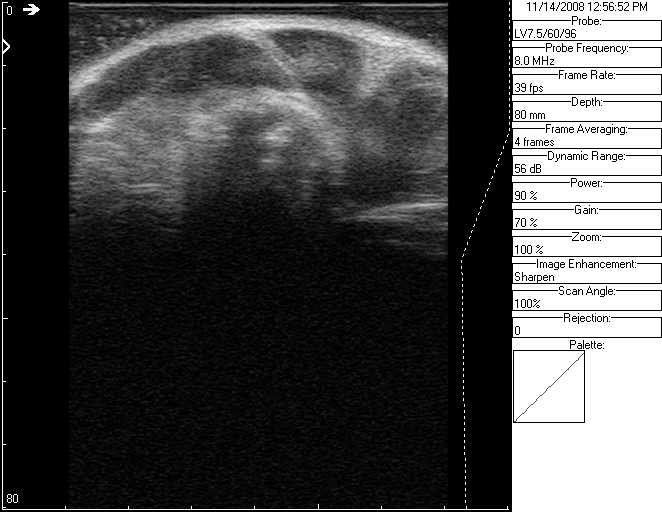 0
80
11/14/2008 12:56:52 PM
Probe:
LV7.5/60/96
Probe Frequency:
8.0 MHz
Frame Rate:
39 fps
Depth:
80 mm
Frame Averaging:
4 frames
Dynamic Range:
56 dB
Power:
90 %
Gain:
70 %
Zoom:
100 %
Image Enhancement:
Sharpen
Scan Angle:
100%
Rejection:
0
Palette: